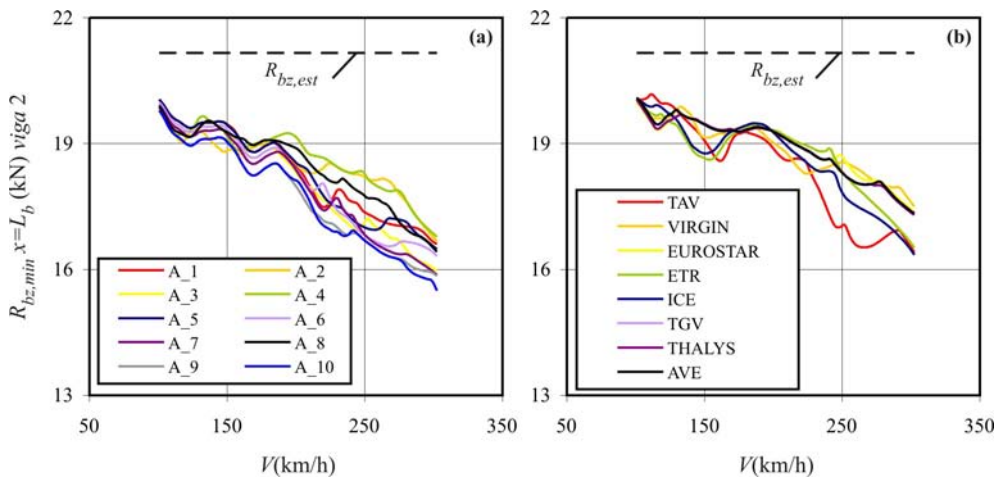 22
19
16
13
R_bz,min x=L_b (kN) viga 2
(a)
R_bz,est
A_1 A_2
A_3 A_4
A_5 A_6
A_7 A_8
A_9 A_10
50 150 250 350
V(km/h)
22
19
16
13
(b)
R_bz,est
TAV
VIRGIN
EUROSTAR
ETR
ICE
TGV
THALYS
AVE
50 150 250 350
V(km/h)